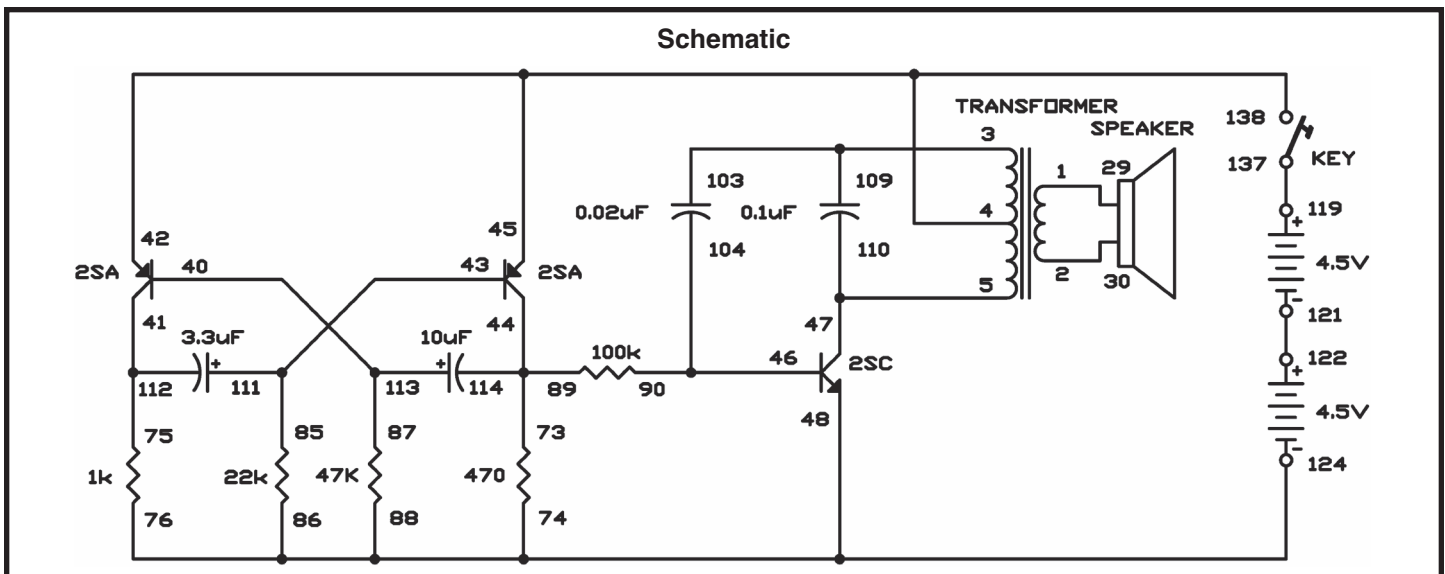 Schematic
TRANSFORMER
SPEAKER
138
137
KEY
3
1
29
103
109
119
+
0.02uF
0.1uF
4
4.5V
104
110
-
42
45
2SA
40
43
2SA
5
2
30
121
41
44
47
122
+
3.3uF
+
10uF
+
100k
46
2SC
4.5V
112
111
113
114
89
90
48
-
124
75
85
87
73
1k
22k
47K
470
76
86
88
74